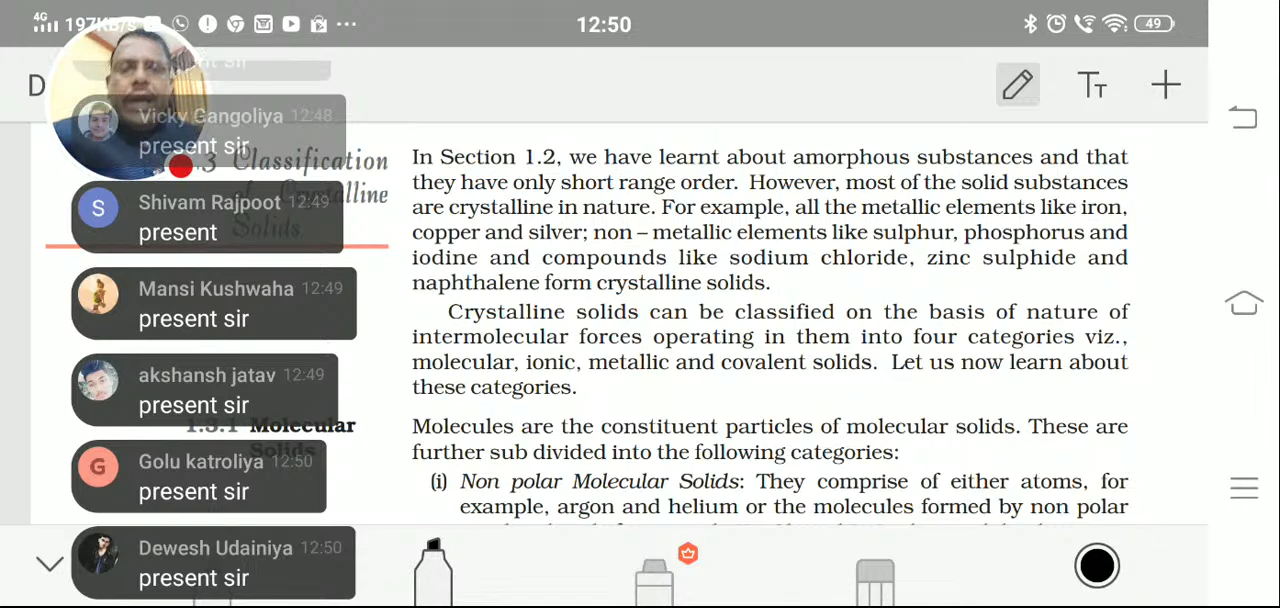 4G 197KB/s 12:50 49
D TT
Vicky Gangoliya 12:48
present sir
.3 Classification
of Crystalline
Solids
Shivam Rajpoot 12:49
present
Mansi Kushwaha 12:49
present sir
akshansh jatav 12:49
present sir
1.3.1 Molecular
Solids
Golu katroliya 12:50
present sir
Dewesh Udainiya 12:50
present sir
In Section 1.2, we have learnt about amorphous substances and that
they have only short range order. However, most of the solid substances
are crystalline in nature. For example, all the metallic elements like iron,
copper and silver; non – metallic elements like sulphur, phosphorus and
iodine and compounds like sodium chloride, zinc sulphide and
naphthalene form crystalline solids.
Crystalline solids can be classified on the basis of nature of
intermolecular forces operating in them into four categories viz.,
molecular, ionic, metallic and covalent solids. Let us now learn about
these categories.
Molecules are the constituent particles of molecular solids. These are
further sub divided into the following categories:
(i) Non polar Molecular Solids: They comprise of either atoms, for
example, argon and helium or the molecules formed by non polar